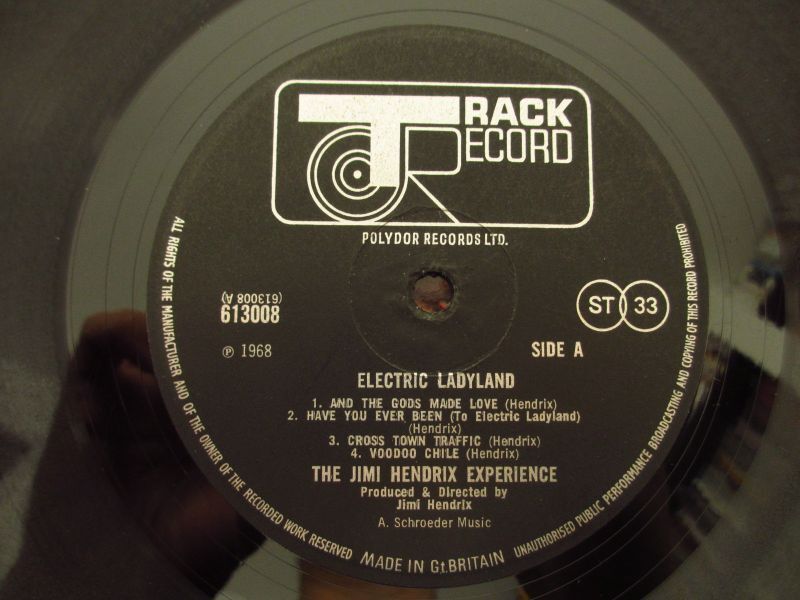 TRACK
RECORD
POLYDOR RECORDS LTD.
(613008 A)
613008
ST 33
℗ 1968
SIDE A
ELECTRIC LADYLAND
1. AND THE GODS MADE LOVE (Hendrix)
2. HAVE YOU EVER BEEN (To Electric Ladyland)
(Hendrix)
3. CROSS TOWN TRAFFIC (Hendrix)
4. VOODOO CHILE (Hendrix)
THE JIMI HENDRIX EXPERIENCE
Produced & Directed by
Jimi Hendrix
A. Schroeder Music
ALL RIGHTS OF THE MANUFACTURER AND OF THE OWNER OF THE RECORDED WORK RESERVED
MADE IN Gt. BRITAIN
UNAUTHORISED PUBLIC PERFORMANCE BROADCASTING AND COPYING OF THIS RECORD PROHIBITED